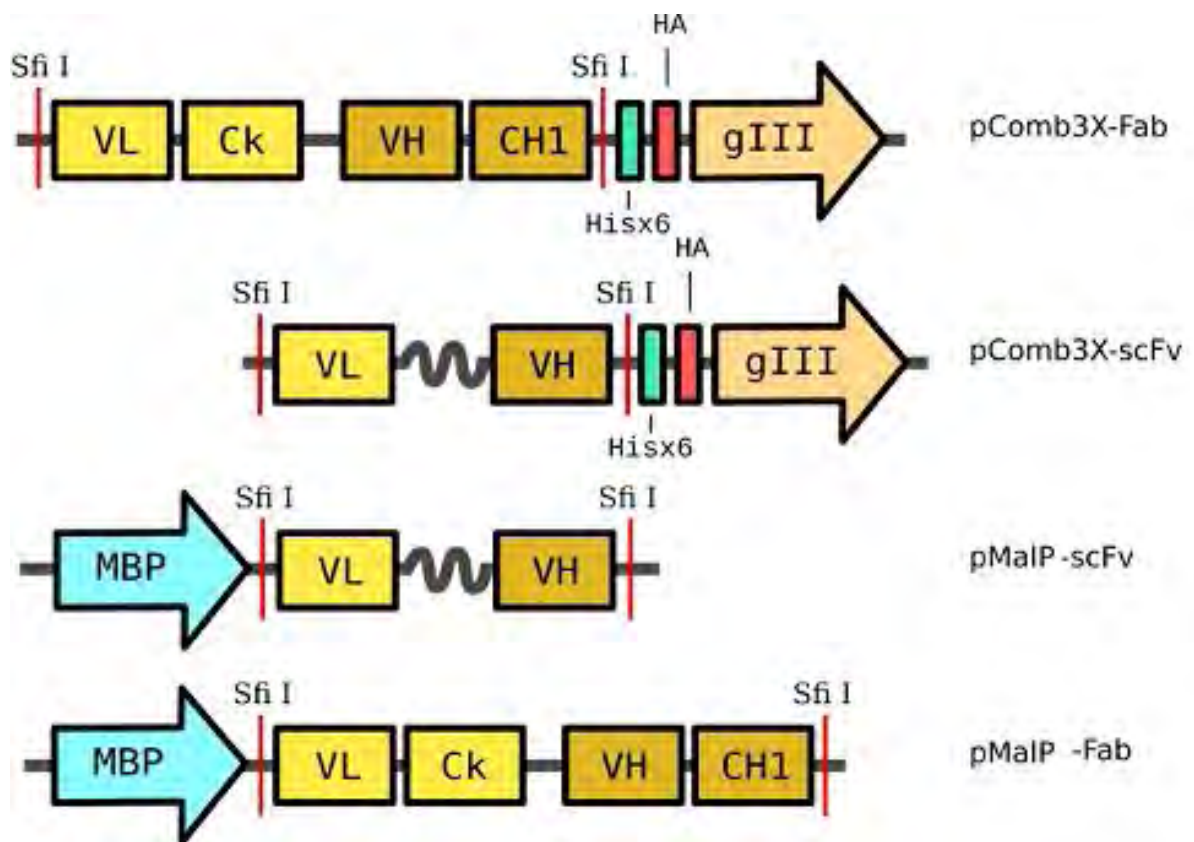 HA
Sfi I
Sfi I
VL
Ck
VH
CH1
gIII
pComb3X-Fab
Hisx6
HA
Sfi I
Sfi I
VL
VH
gIII
pComb3X-scFv
Hisx6
Sfi I
Sfi I
MBP
VL
VH
pMalP -scFv
Sfi I
Sfi I
MBP
VL
Ck
VH
CH1
pMalP -Fab